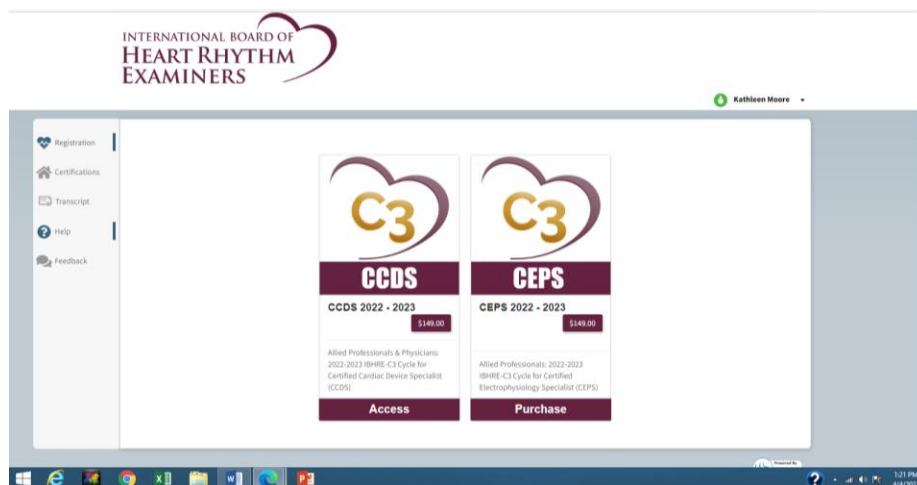 INTERNATIONAL BOARD OF
HEART RHYTHM
EXAMINERS
Kathleen Moore
Registration
Certifications
Transcript
Help
Feedback
C3
CCDS
CCDS 2022 - 2023
$149.00
Allied Professionals & Physicians:
2022-2023 IBHRE-C3 Cycle for
Certified Cardiac Device Specialist
(CCDS)
Access
C3
CEPS
CEPS 2022 - 2023
$149.00
Allied Professionals: 2022-2023
IBHRE-C3 Cycle for Certified
Electrophysiology Specialist (CEPS)
Purchase
Powered By
1:21 PM